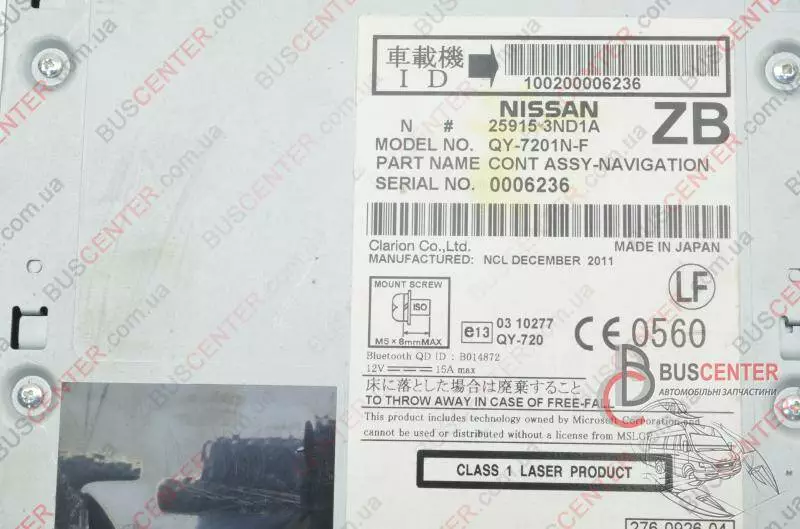 車載機
I D
100200006236
NISSAN
ZB
N # 25915 3ND1A
MODEL NO. QY-7201N-F
PART NAME CONT ASSY-NAVIGATION
SERIAL NO. 0006236
Clarion Co.,Ltd. MADE IN JAPAN
MANUFACTURED: NCL DECEMBER 2011
MOUNT SCREW
ISO
M5×8mmMAX
LF
e13 03 10277
QY-720
CE 0560
Bluetooth QD ID : B014872
12V 15A max
床に落とした場合は廃棄すること
TO THROW AWAY IN CASE OF FREE-FALL
This product includes technology owned by Microsoft Corporation and
cannot be used or distributed without a license from MSLGP.
CLASS 1 LASER PRODUCT
276-0926-04
BUSCENTER
АВТОМОБІЛЬНІ ЗАПЧАСТИНИ
BUSCENTER.com.ua